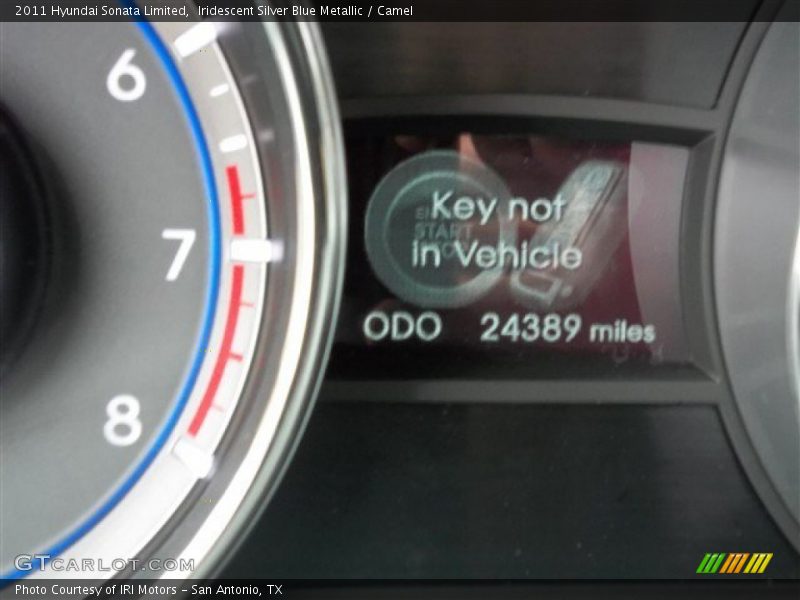 2011 Hyundai Sonata Limited,  Iridescent Silver Blue Metallic / Camel
6
7
8
Key not
in Vehicle
START
ODO 24389 miles
GTCARLOT.COM
Photo Courtesy of IRI Motors – San Antonio, TX